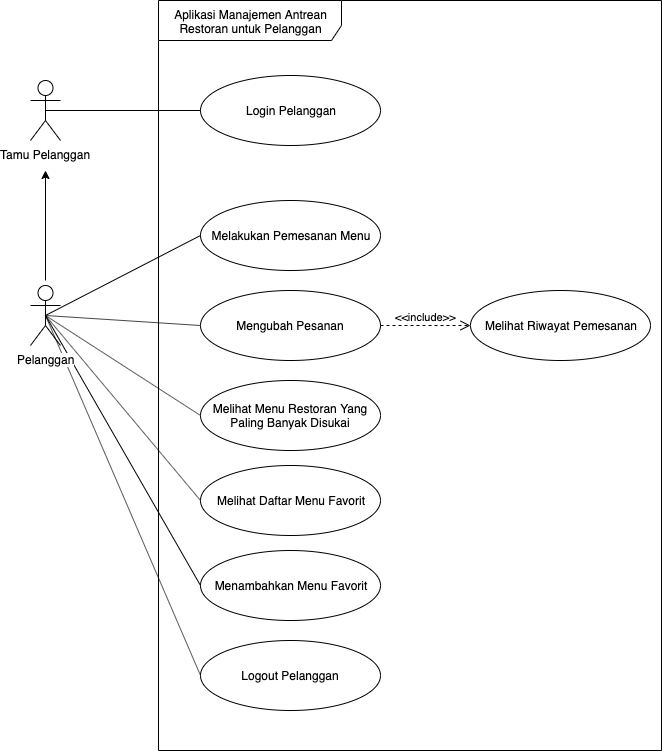 Aplikasi Manajemen Antrean
Restoran untuk Pelanggan
Login Pelanggan
Tamu Pelanggan
Melakukan Pemesanan Menu
Mengubah Pesanan
<<include>>
Melihat Riwayat Pemesanan
Pelanggan
Melihat Menu Restoran Yang
Paling Banyak Disukai
Melihat Daftar Menu Favorit
Menambahkan Menu Favorit
Logout Pelanggan